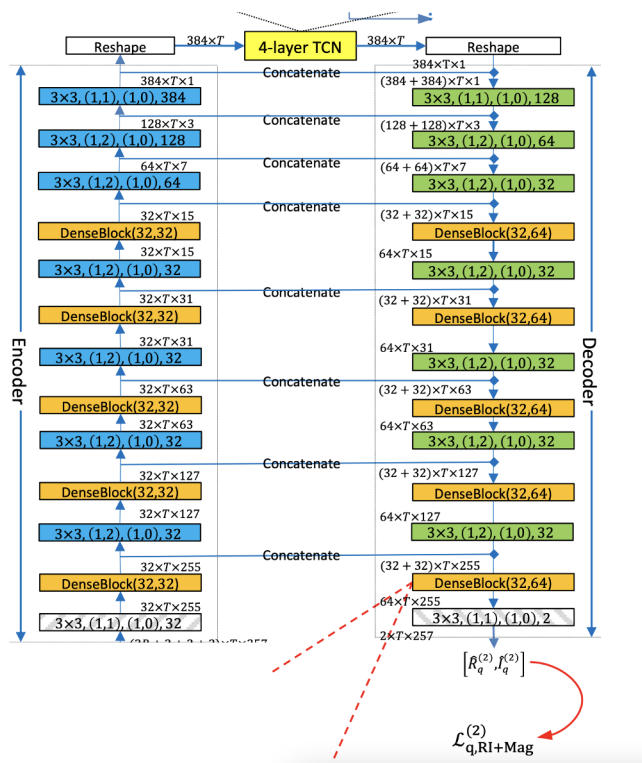 Reshape
384×T
4-layer TCN
384×T
Reshape
Concatenate
384×T×1
384×T×1
(384 + 384)×T×1
3×3, (1,1), (1,0), 384
3×3, (1,1), (1,0), 128
Concatenate
128×T×3
(128 + 128)×T×3
3×3, (1,2), (1,0), 128
3×3, (1,2), (1,0), 64
Concatenate
64×T×7
(64 + 64)×T×7
3×3, (1,2), (1,0), 64
3×3, (1,2), (1,0), 32
Concatenate
32×T×15
(32 + 32)×T×15
DenseBlock(32,32)
DenseBlock(32,64)
32×T×15
64×T×15
3×3, (1,2), (1,0), 32
3×3, (1,2), (1,0), 32
Concatenate
32×T×31
(32 + 32)×T×31
DenseBlock(32,32)
DenseBlock(32,64)
Encoder
Decoder
32×T×31
64×T×31
3×3, (1,2), (1,0), 32
3×3, (1,2), (1,0), 32
Concatenate
32×T×63
(32 + 32)×T×63
DenseBlock(32,32)
DenseBlock(32,64)
32×T×63
64×T×63
3×3, (1,2), (1,0), 32
3×3, (1,2), (1,0), 32
Concatenate
32×T×127
(32 + 32)×T×127
DenseBlock(32,32)
DenseBlock(32,64)
32×T×127
64×T×127
3×3, (1,2), (1,0), 32
3×3, (1,2), (1,0), 32
Concatenate
32×T×255
(32 + 32)×T×255
DenseBlock(32,32)
DenseBlock(32,64)
32×T×255
64×T×255
3×3, (1,1), (1,0), 32
3×3, (1,1), (1,0), 2
×T×257
2×T×257
[R̂_q^(2), Î_q^(2)]
ℒ_q,RI+Mag^(2)